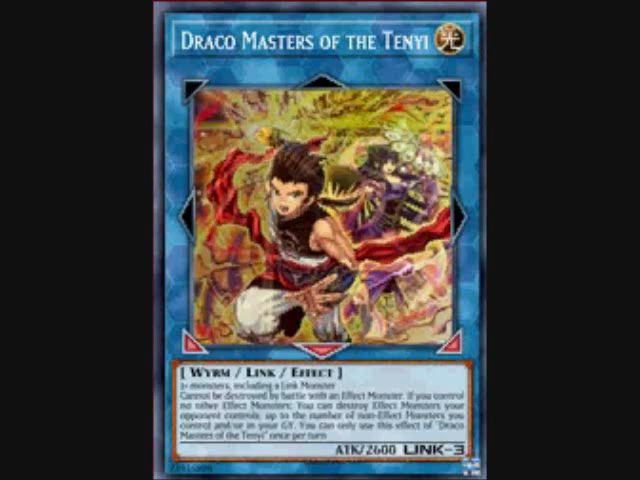 DRACO MASTERS OF THE TENYI
光
[ WYRM / LINK / EFFECT ]
2+ monsters, including a Link Monster
Cannot be destroyed by battle with an Effect Monster. If you control
no other Effect Monsters: You can destroy Effect Monsters your
opponent controls, up to the number of non-Effect Monsters you
control and/or in your GY. You can only use this effect of "Draco
Masters of the Tenyi" once per turn
ATK/2600 LINK-3